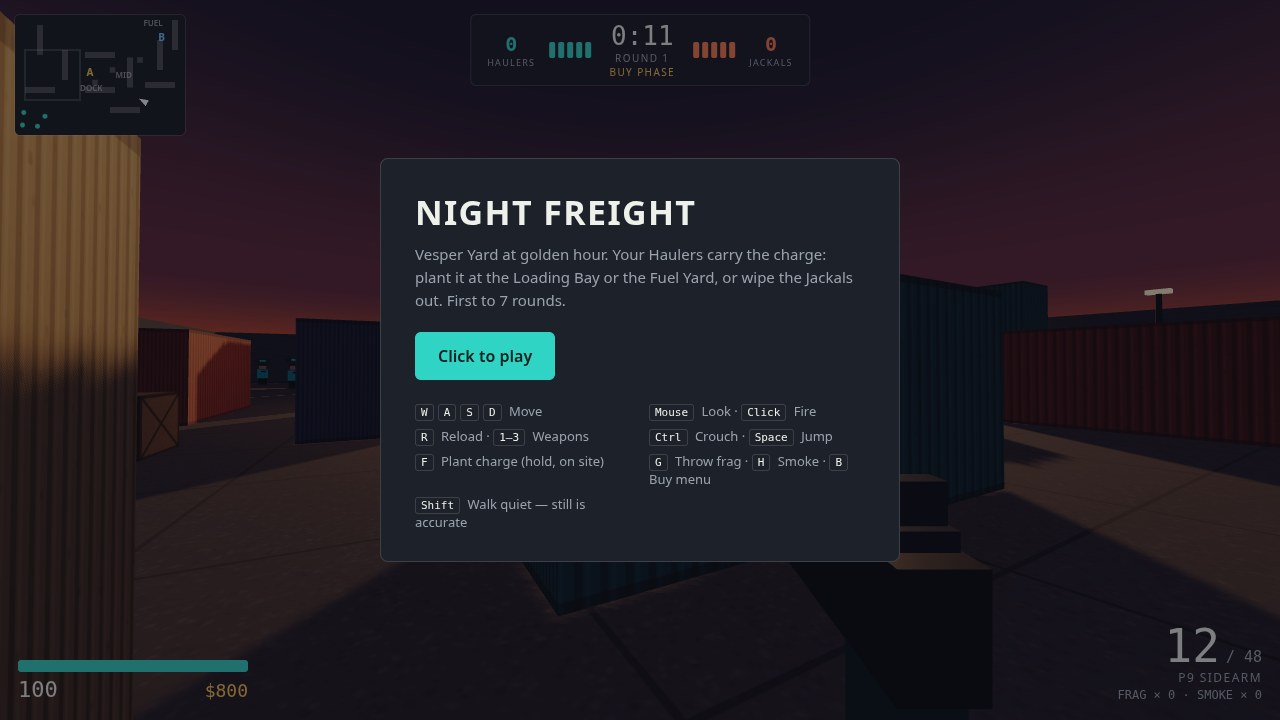 FUEL
B
A
MID
DOCK
0
HAULERS
0:11
ROUND 1
BUY PHASE
0
JACKALS
NIGHT FREIGHT
Vesper Yard at golden hour. Your Haulers carry the charge:
plant it at the Loading Bay or the Fuel Yard, or wipe the Jackals
out. First to 7 rounds.
Click to play
W A S D Move
Mouse Look · Click Fire
R Reload · 1–3 Weapons
Ctrl Crouch · Space Jump
F Plant charge (hold, on site)
G Throw frag · H Smoke · B
Buy menu
Shift Walk quiet — still is
accurate
100
$800
12 / 48
P9 SIDEARM
FRAG × 0 · SMOKE × 0